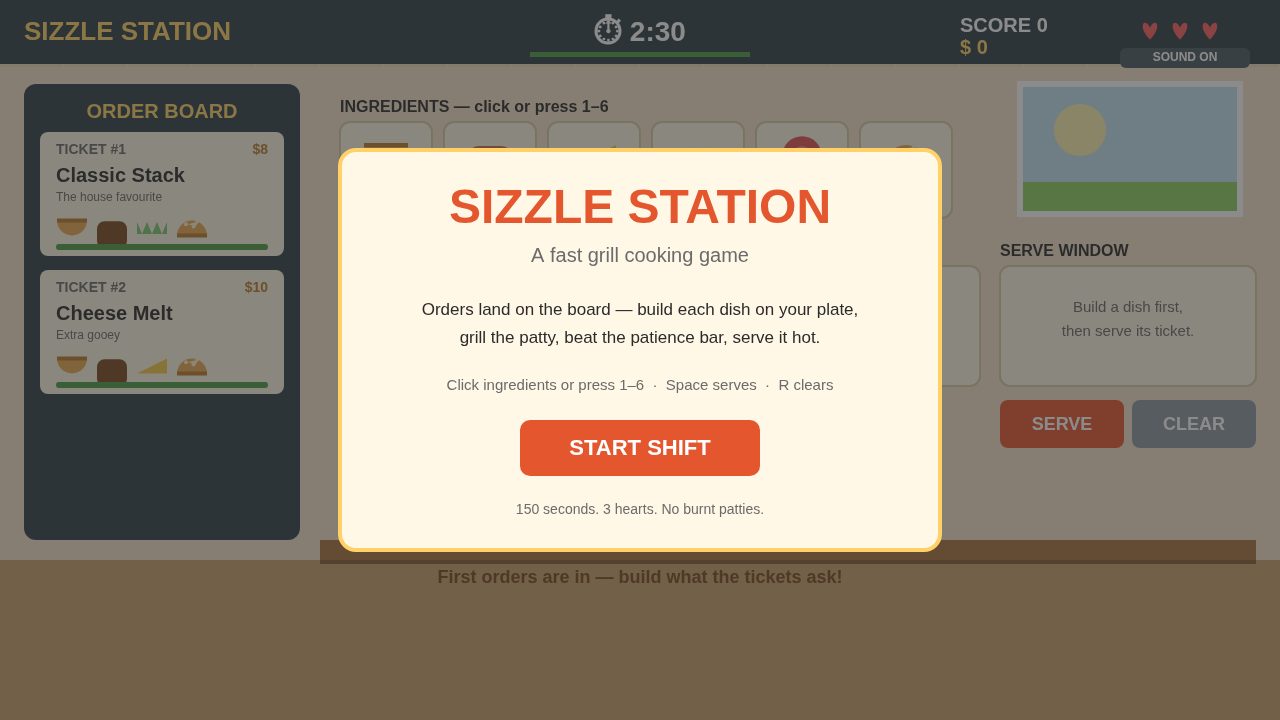 SIZZLE STATION
2:30
SCORE 0
$ 0
SOUND ON
ORDER BOARD
TICKET #1 $8
Classic Stack
The house favourite
TICKET #2 $10
Cheese Melt
Extra gooey
INGREDIENTS — click or press 1–6
SIZZLE STATION
A fast grill cooking game
Orders land on the board — build each dish on your plate,
grill the patty, beat the patience bar, serve it hot.
Click ingredients or press 1–6 · Space serves · R clears
START SHIFT
150 seconds. 3 hearts. No burnt patties.
SERVE WINDOW
Build a dish first,
then serve its ticket.
SERVE CLEAR
First orders are in — build what the tickets ask!